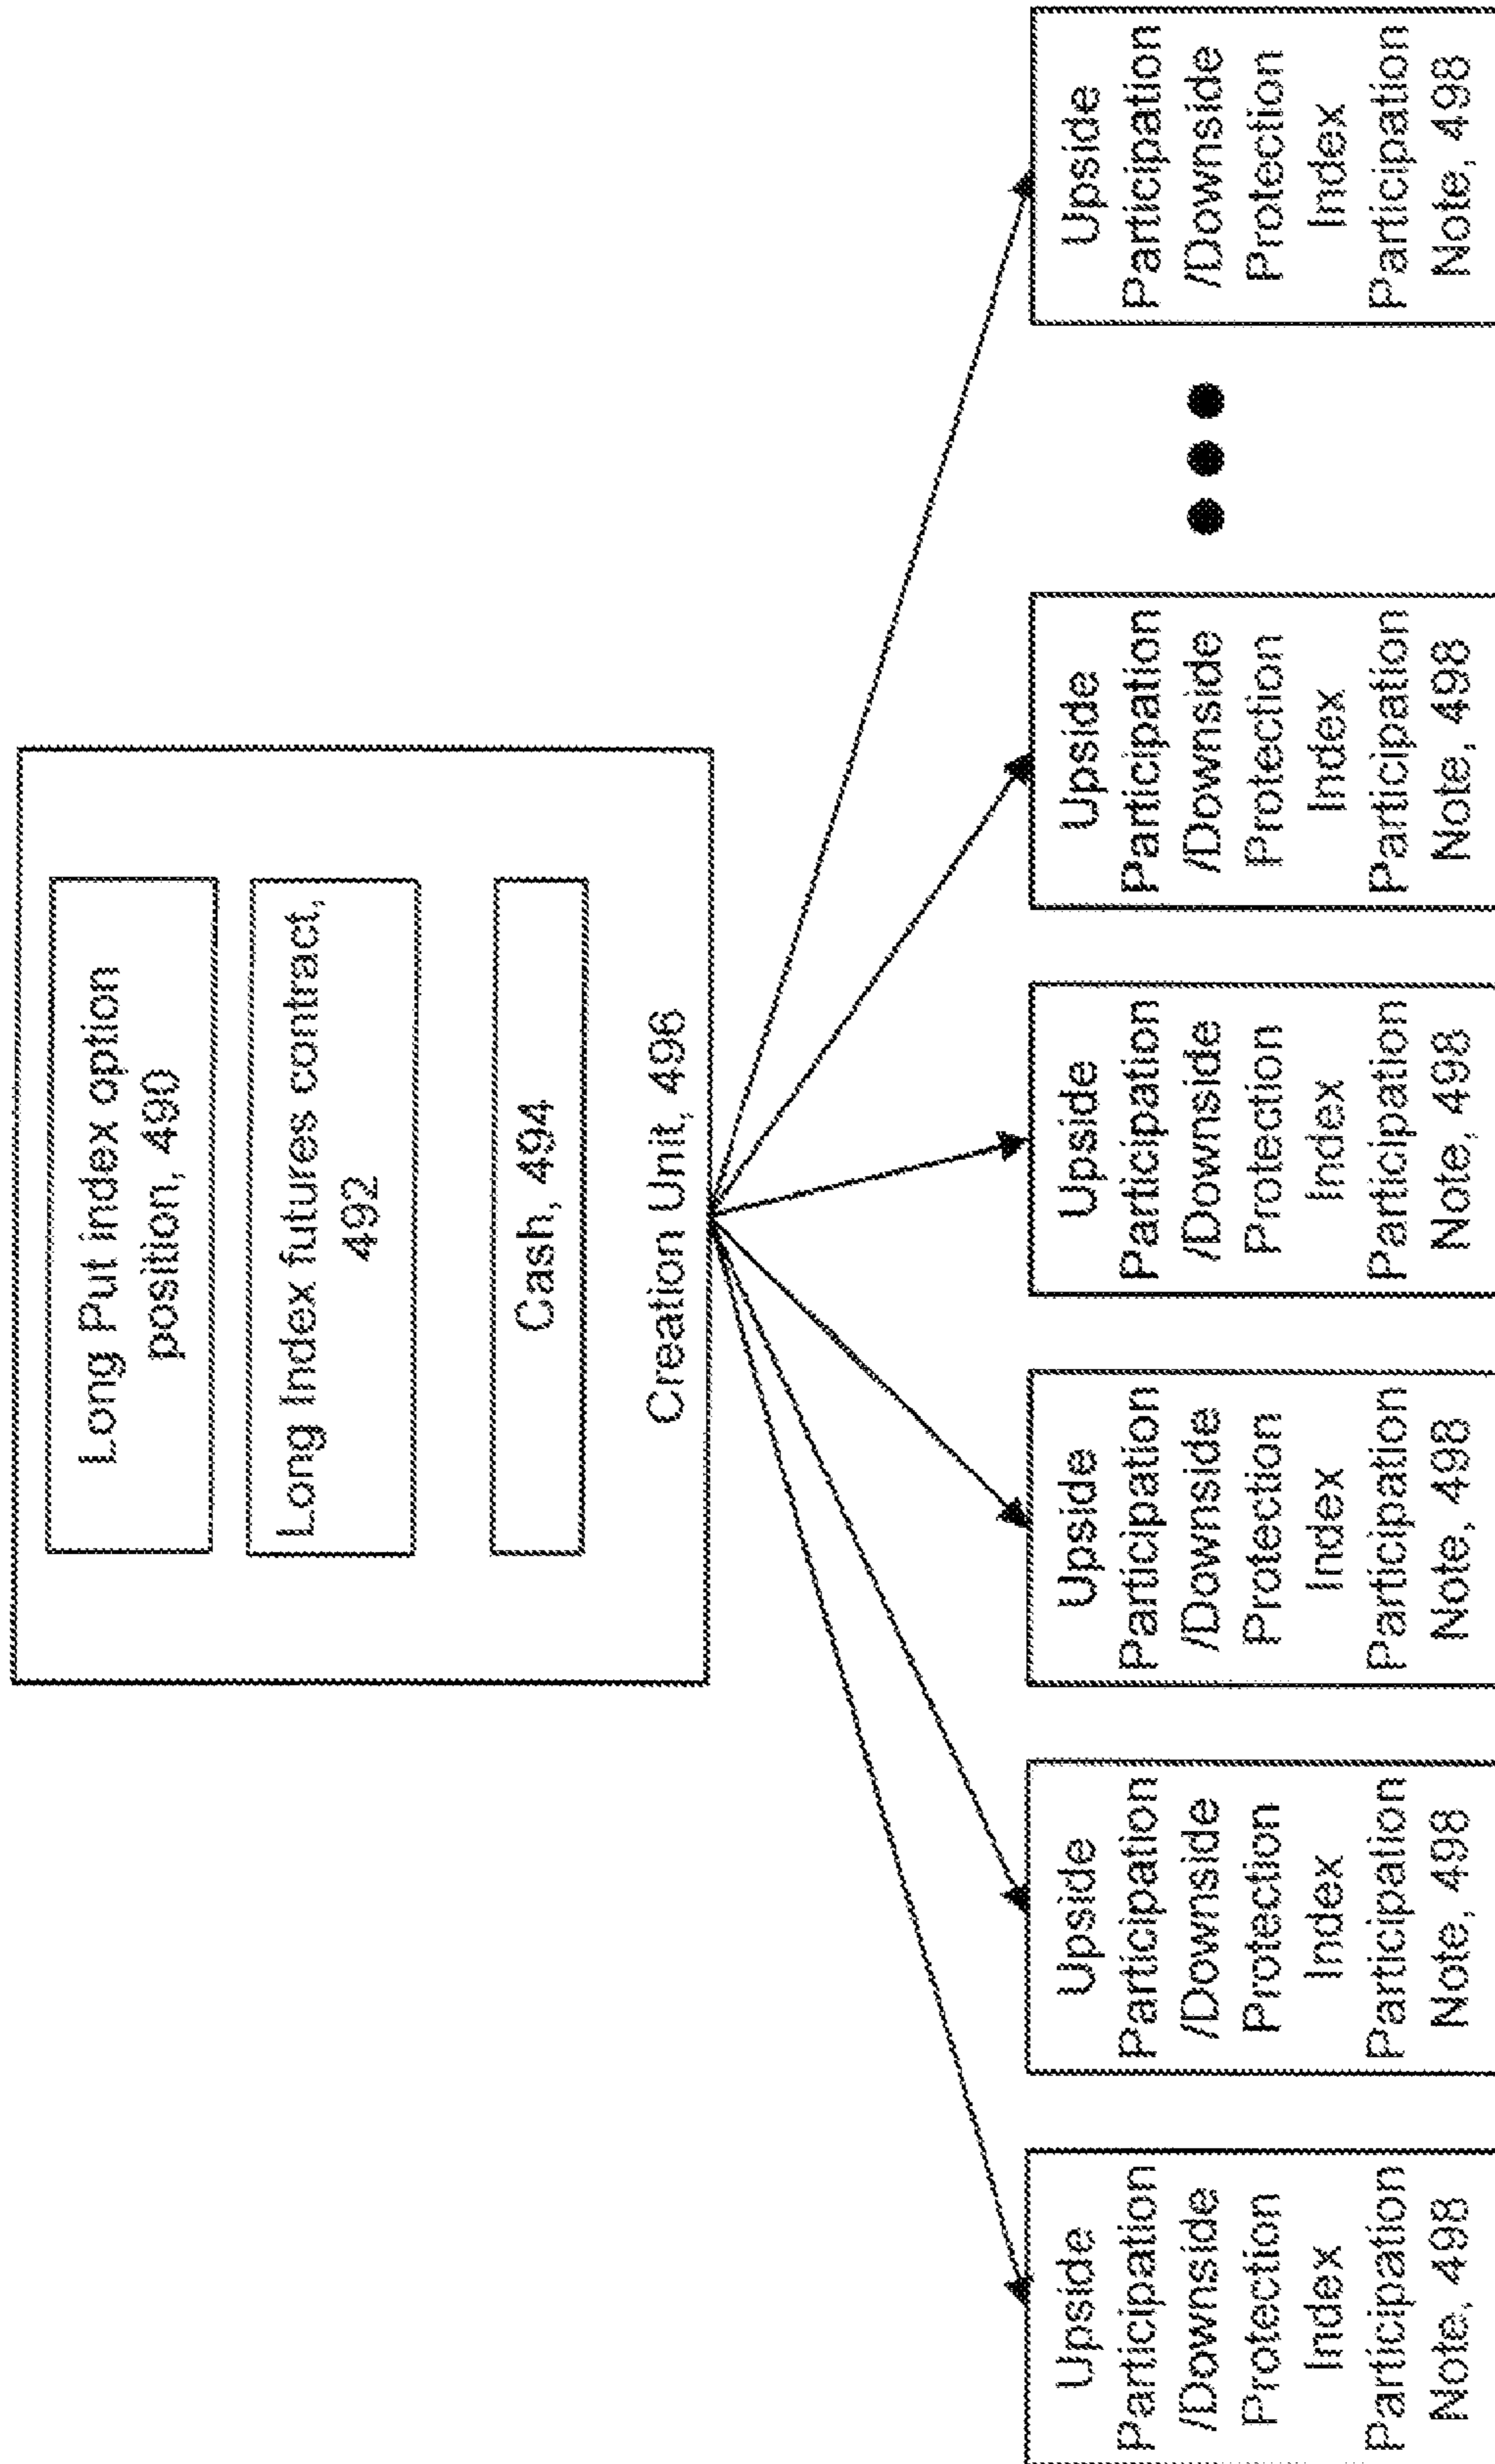 Long Put index option
position, 490
Long Index futures contract,
492
Cash, 494
Creation Unit, 496
Upside
Participation
/Downside
Protection
Index
Participation
Note, 498
Upside
Participation
/Downside
Protection
Index
Participation
Note, 498
Upside
Participation
/Downside
Protection
Index
Participation
Note, 498
Upside
Participation
/Downside
Protection
Index
Participation
Note, 498
Upside
Participation
/Downside
Protection
Index
Participation
Note, 498
Upside
Participation
/Downside
Protection
Index
Participation
Note, 498